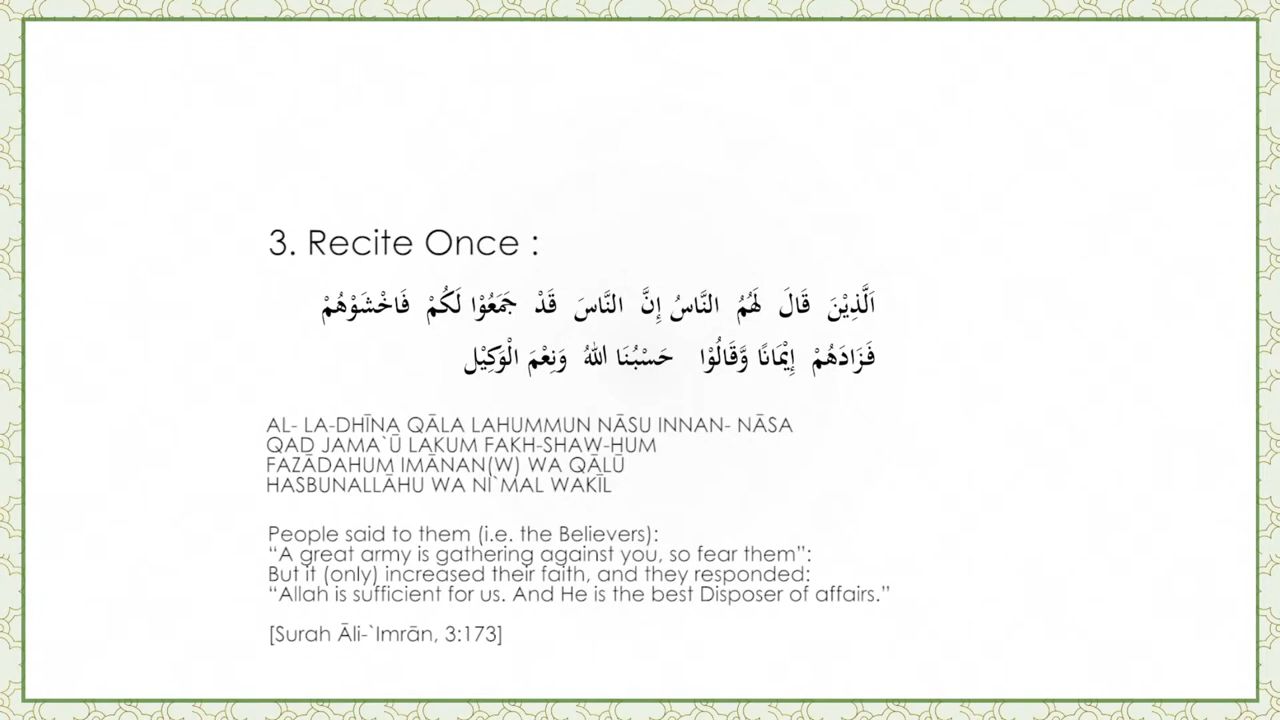 3. Recite Once :
اَلَّذِيْنَ قَالَ لَهُمُ النَّاسُ إِنَّ النَّاسَ قَدْ جَمَعُوْا لَكُمْ فَاخْشَوْهُمْ
فَزَادَهُمْ إِيْمَانًا وَّقَالُوْا حَسْبُنَا اللهُ وَنِعْمَ الْوَكِيْل
AL- LA-DHĪNA QĀLA LAHUMMUN NĀSU INNAN- NĀSA
QAD JAMA`Ū LAKUM FAKH-SHAW-HUM
FAZĀDAHUM IMĀNAN(W) WA QĀLŪ
HASBUNALLĀHU WA NI`MAL WAKĪL
People said to them (i.e. the Believers):
“A great army is gathering against you, so fear them”:
But it (only) increased their faith, and they responded:
“Allah is sufficient for us. And He is the best Disposer of affairs.”
[Surah Āli-`Imrān, 3:173]